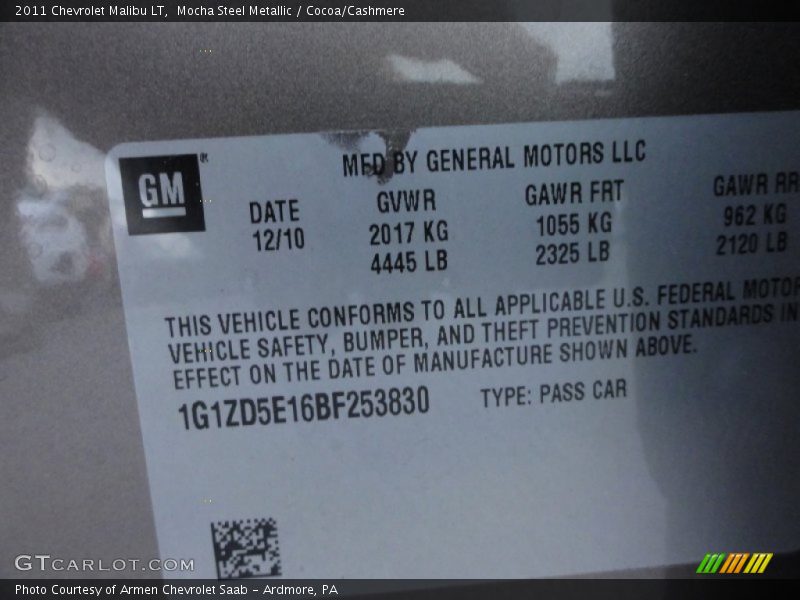 2011 Chevrolet Malibu LT, Mocha Steel Metallic / Cocoa/Cashmere
GM®
MFD BY GENERAL MOTORS LLC
DATE GVWR GAWR FRT GAWR RR
12/10 2017 KG 1055 KG 962 KG
4445 LB 2325 LB 2120 LB
THIS VEHICLE CONFORMS TO ALL APPLICABLE U.S. FEDERAL MOTOR
VEHICLE SAFETY, BUMPER, AND THEFT PREVENTION STANDARDS IN
EFFECT ON THE DATE OF MANUFACTURE SHOWN ABOVE.
1G1ZD5E16BF253830 TYPE: PASS CAR
GTCARLOT.COM
Photo Courtesy of Armen Chevrolet Saab - Ardmore, PA